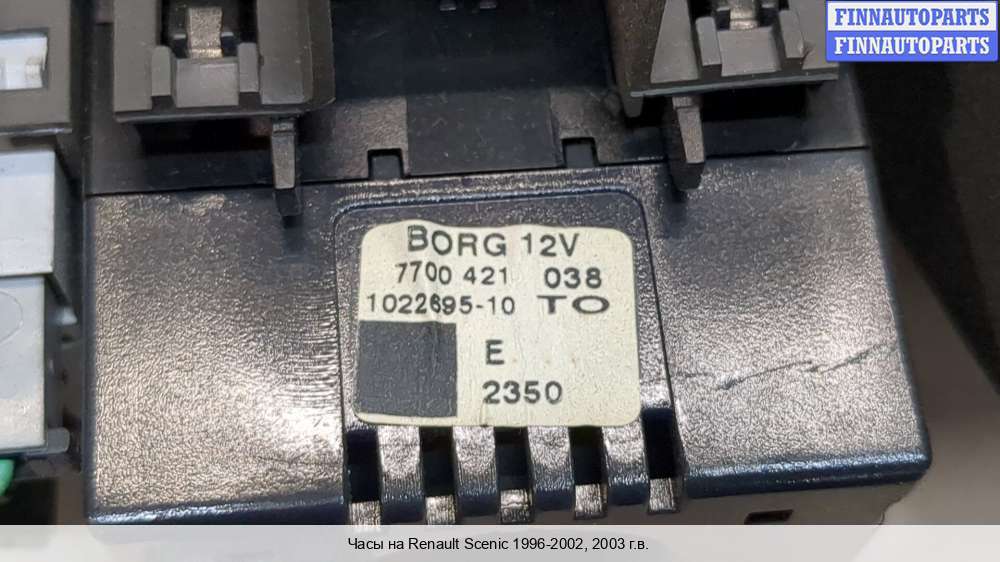 FINNAUTOPARTS
FINNAUTOPARTS
BORG 12V
7700 421 038
1022695-10 TO
E
2350
Часы на Renault Scenic 1996-2002, 2003 г.в.